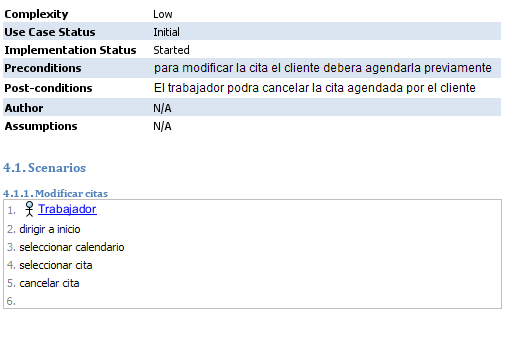 Complexity Low
Use Case Status Initial
Implementation Status Started
Preconditions para modificar la cita el cliente debera agendarla previamente
Post-conditions El trabajador podra cancelar la cita agendada por el cliente
Author N/A
Assumptions N/A
4.1. Scenarios
4.1.1. Modificar citas
1. Trabajador
2. dirigir a inicio
3. seleccionar calendario
4. seleccionar cita
5. cancelar cita
6.